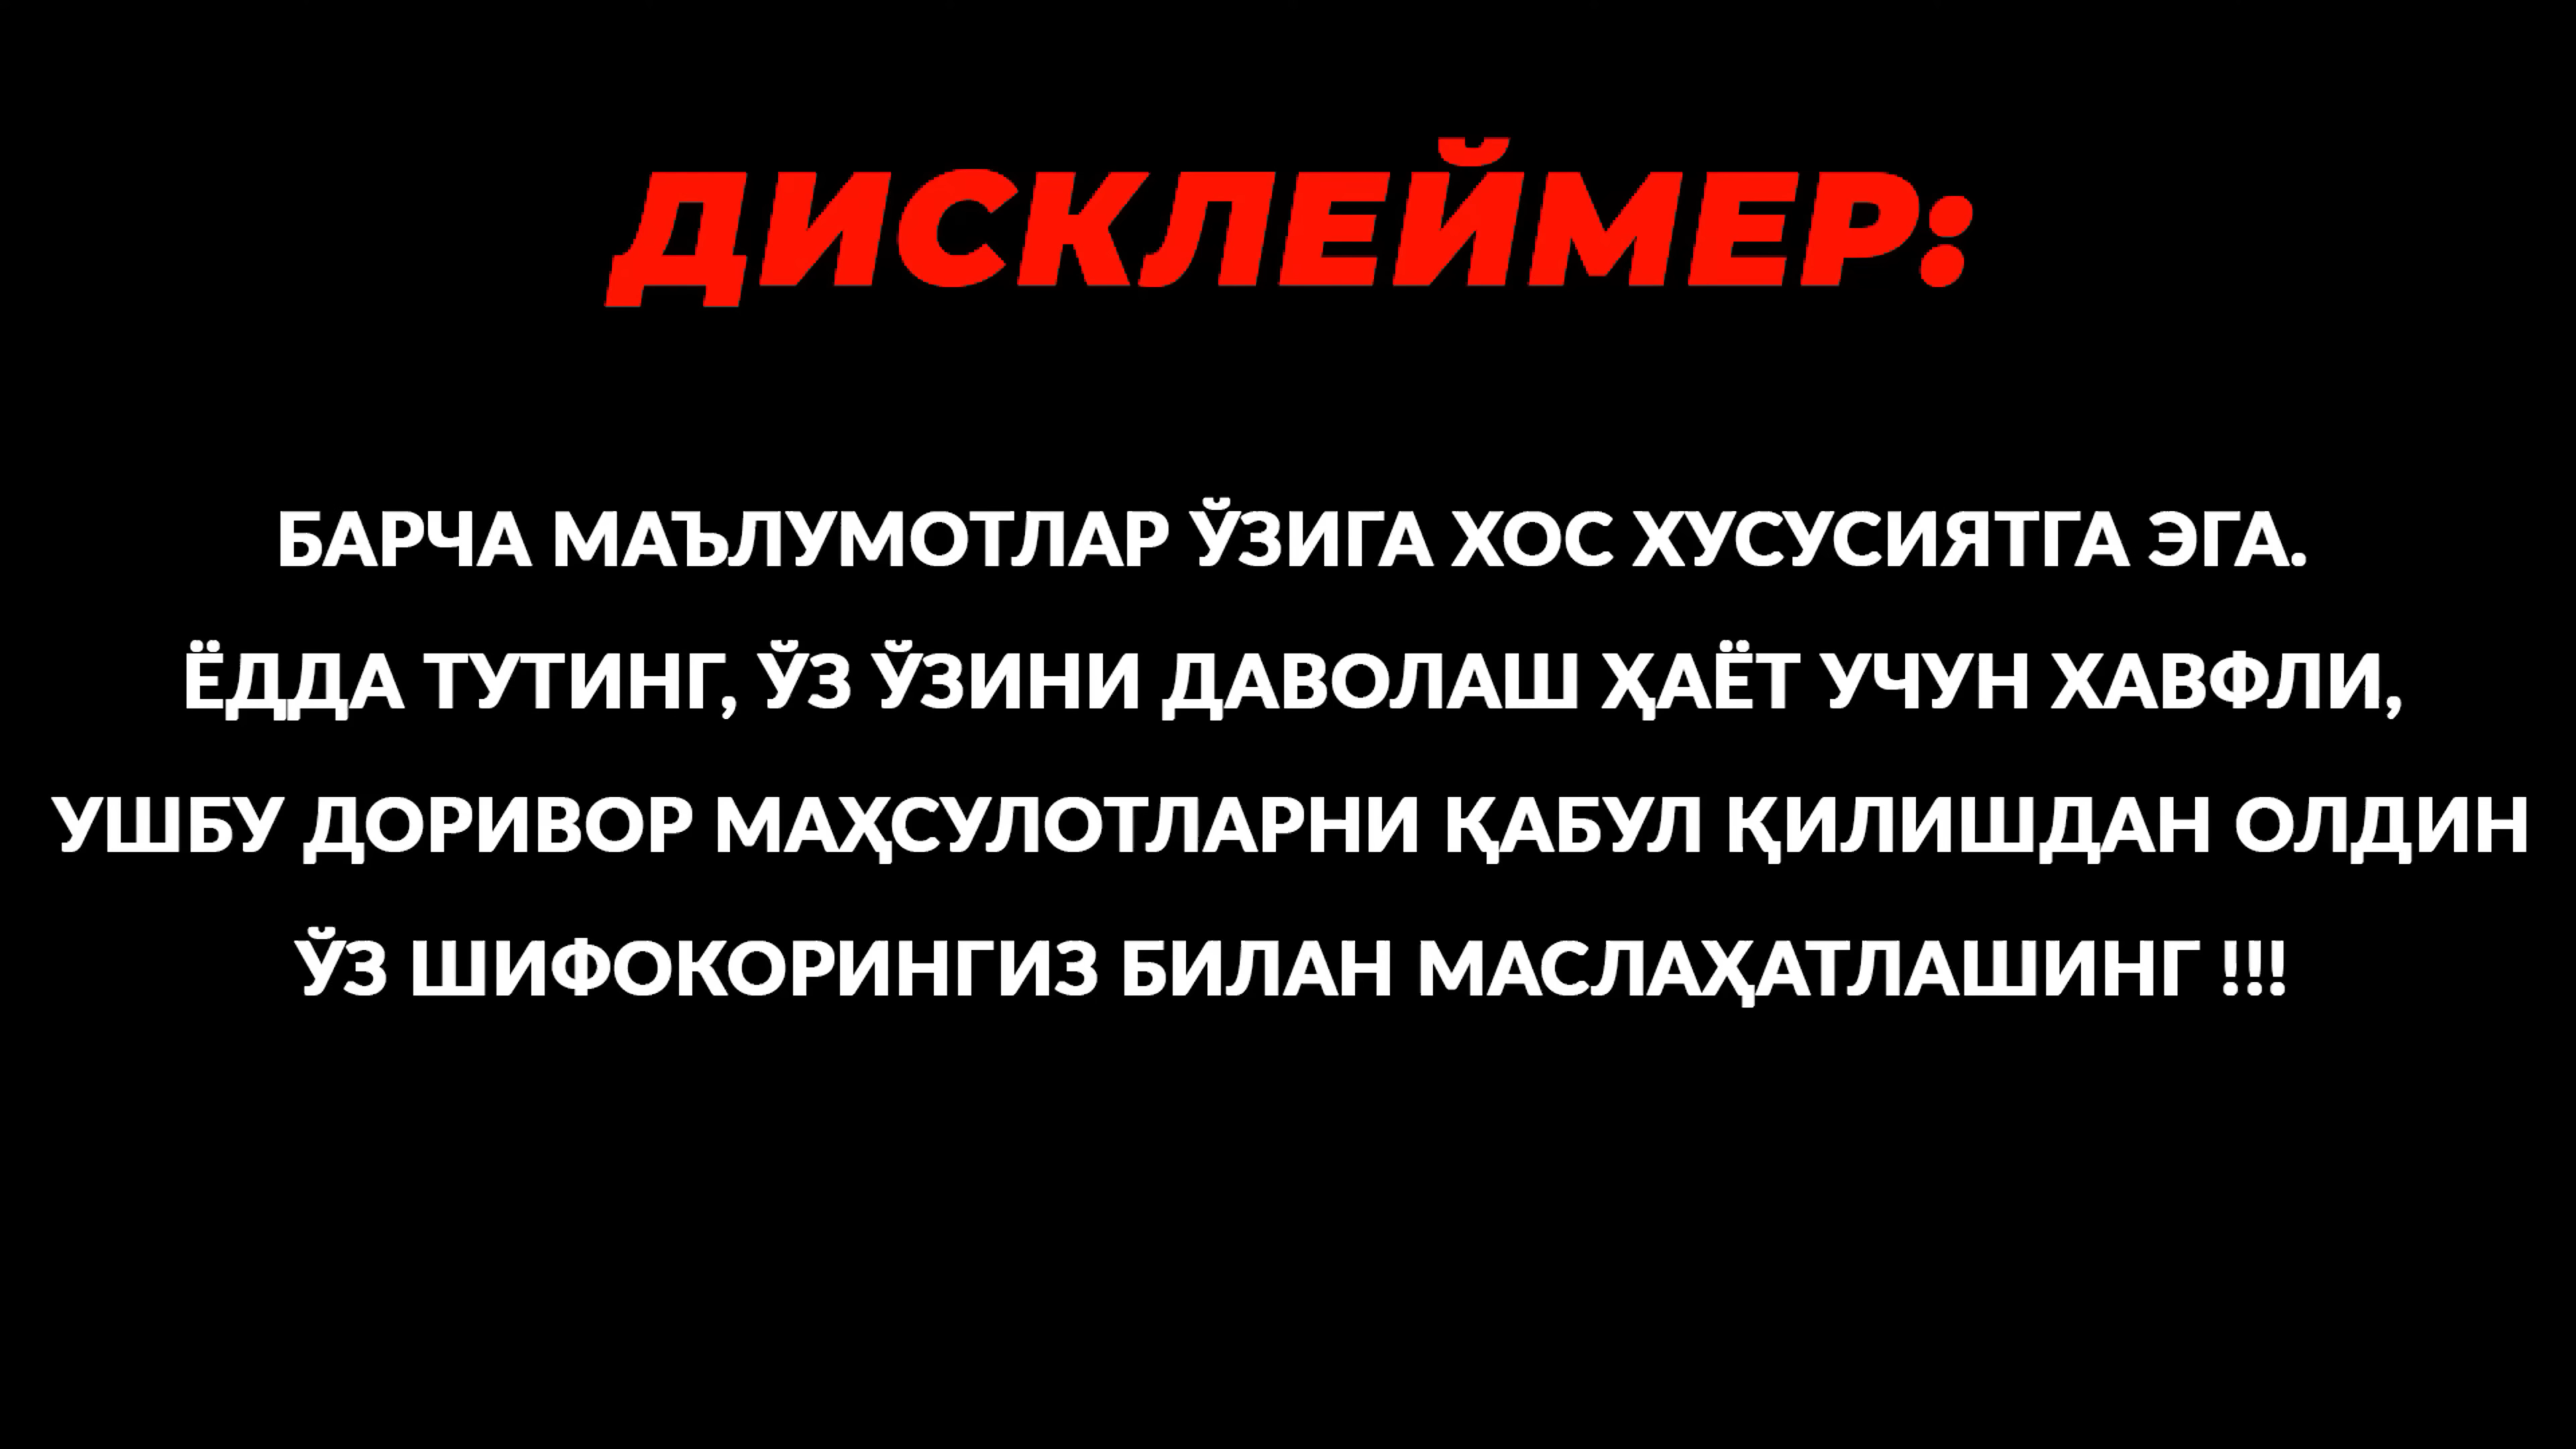 ДИСКЛЕЙМЕР:
БАРЧА МАЪЛУМОТЛАР ЎЗИГА ХОС ХУСУСИЯТГА ЭГА.
ЁДДА ТУТИНГ, ЎЗ ЎЗИНИ ДАВОЛАШ ҲАЁТ УЧУН ХАВФЛИ,
УШБУ ДОРИВОР МАҲСУЛОТЛАРНИ ҚАБУЛ ҚИЛИШДАН ОЛДИН
ЎЗ ШИФОКОРИНГИЗ БИЛАН МАСЛАҲАТЛАШИНГ !!!